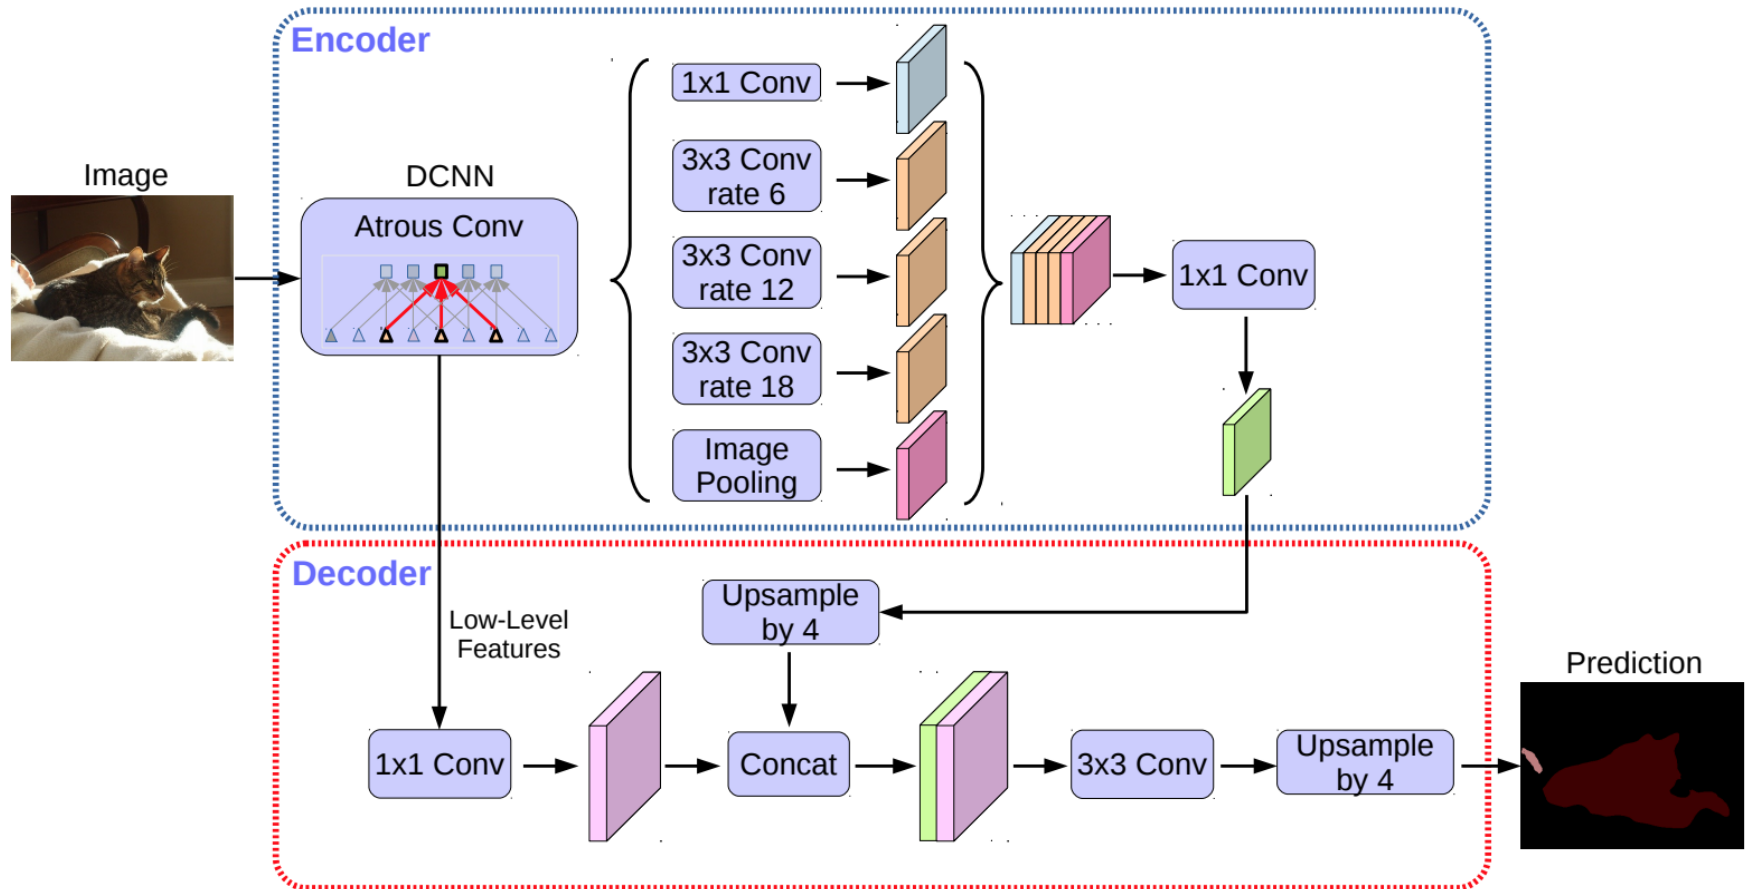 Encoder
Image
DCNN
Atrous Conv
1x1 Conv
3x3 Conv
rate 6
3x3 Conv
rate 12
3x3 Conv
rate 18
Image
Pooling
1x1 Conv
Decoder
Low-Level
Features
Upsample
by 4
1x1 Conv
Concat
3x3 Conv
Upsample
by 4
Prediction